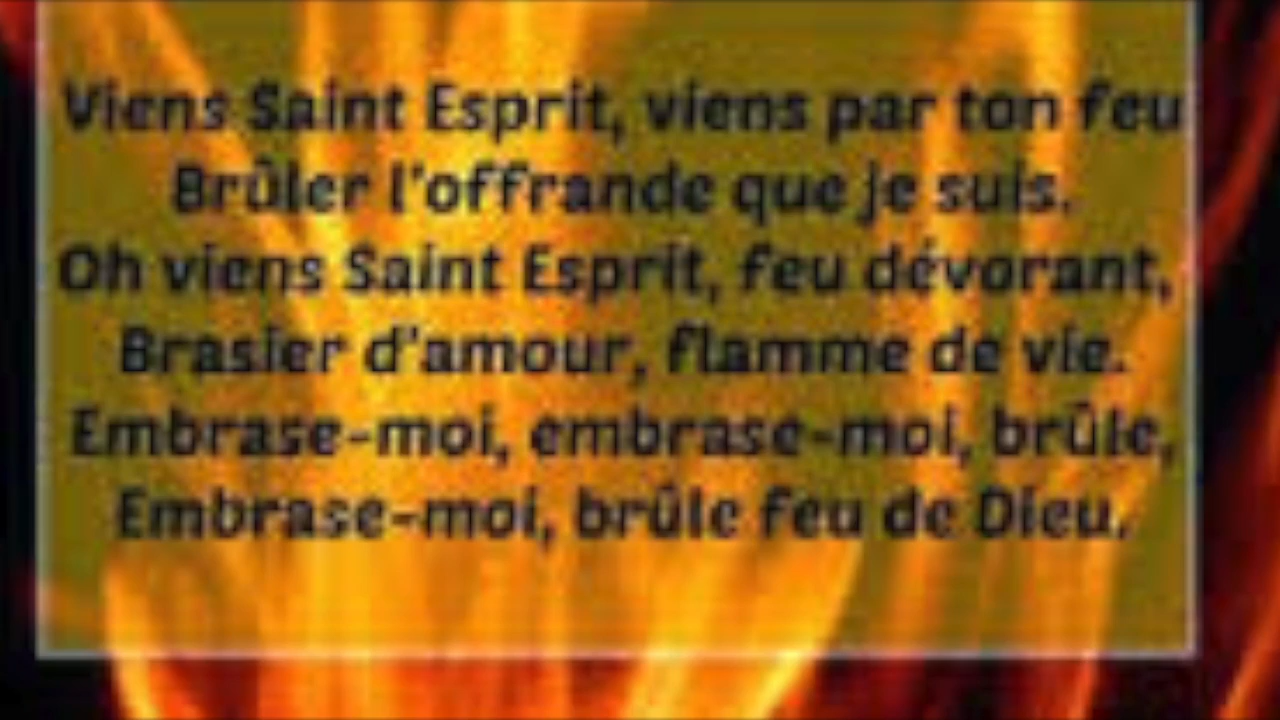 Viens Saint Esprit, viens par ton feu
Brûler l'offrande que je suis.
Oh viens Saint Esprit, feu dévorant,
Brasier d'amour, flamme de vie.
Embrase-moi, embrase-moi, brûle,
Embrase-moi, brûle feu de Dieu.